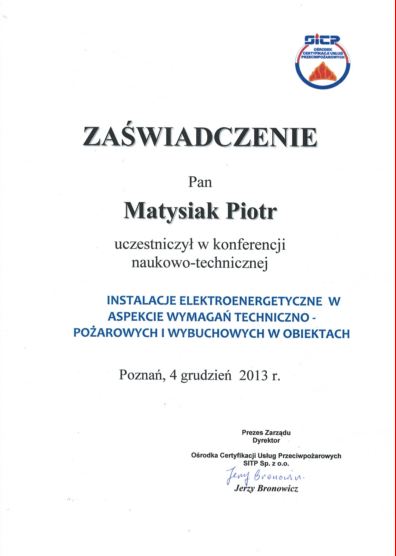 SITP
OŚRODEK
CERTYFIKACJI USŁUG
PRZECIWPOŻAROWYCH
ZAŚWIADCZENIE
Pan
Matysiak Piotr
uczestniczył w konferencji
naukowo-technicznej
INSTALACJE ELEKTROENERGETYCZNE W
ASPEKCIE WYMAGAŃ TECHNICZNO -
POŻAROWYCH I WYBUCHOWYCH W OBIEKTACH
Poznań, 4 grudzień 2013 r.
Prezes Zarządu
Dyrektor
Ośrodka Certyfikacji Usług Przeciwpożarowych
SITP Sp. z o.o.
Jerzy Bronowicz
Jerzy Bronowicz